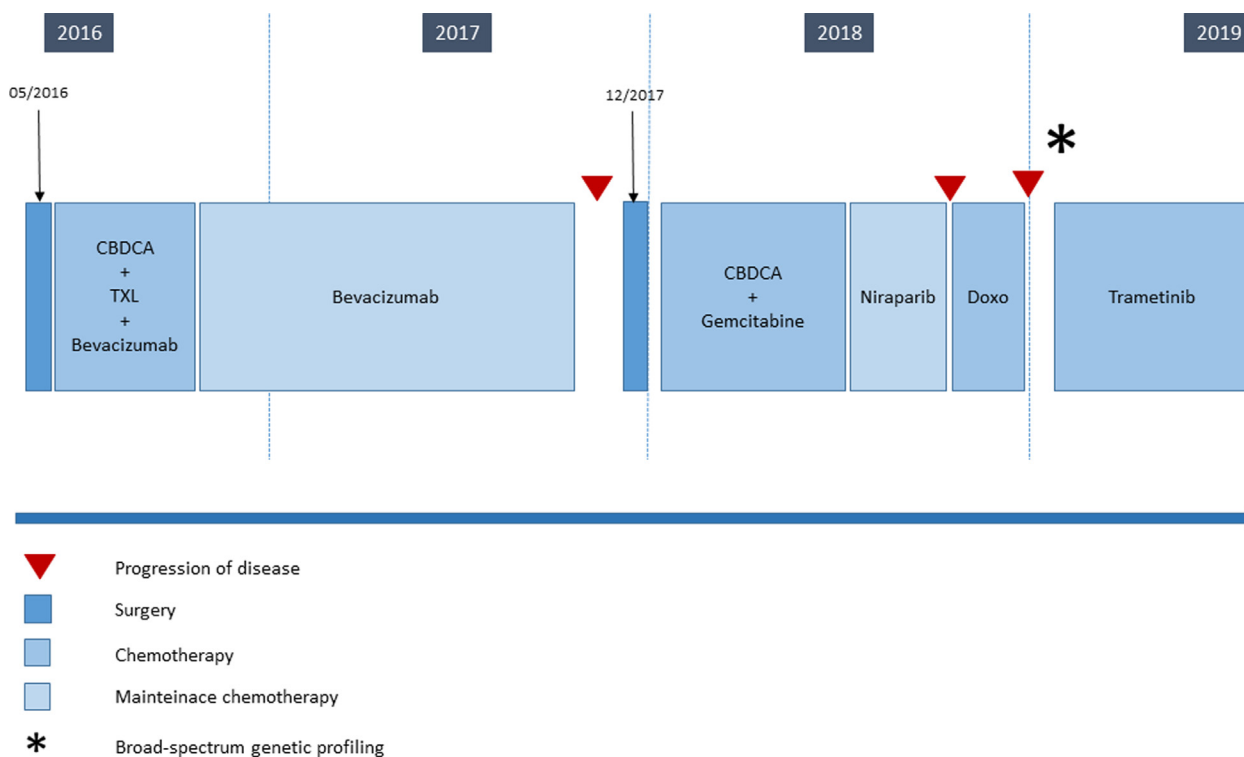 2016
2017
2018
2019
05/2016
12/2017
*
CBDCA
+
TXL
+
Bevacizumab
Bevacizumab
CBDCA
+
Gemcitabine
Niraparib
Doxo
Trametinib
Progression of disease
Surgery
Chemotherapy
Mainteinace chemotherapy
* Broad-spectrum genetic profiling